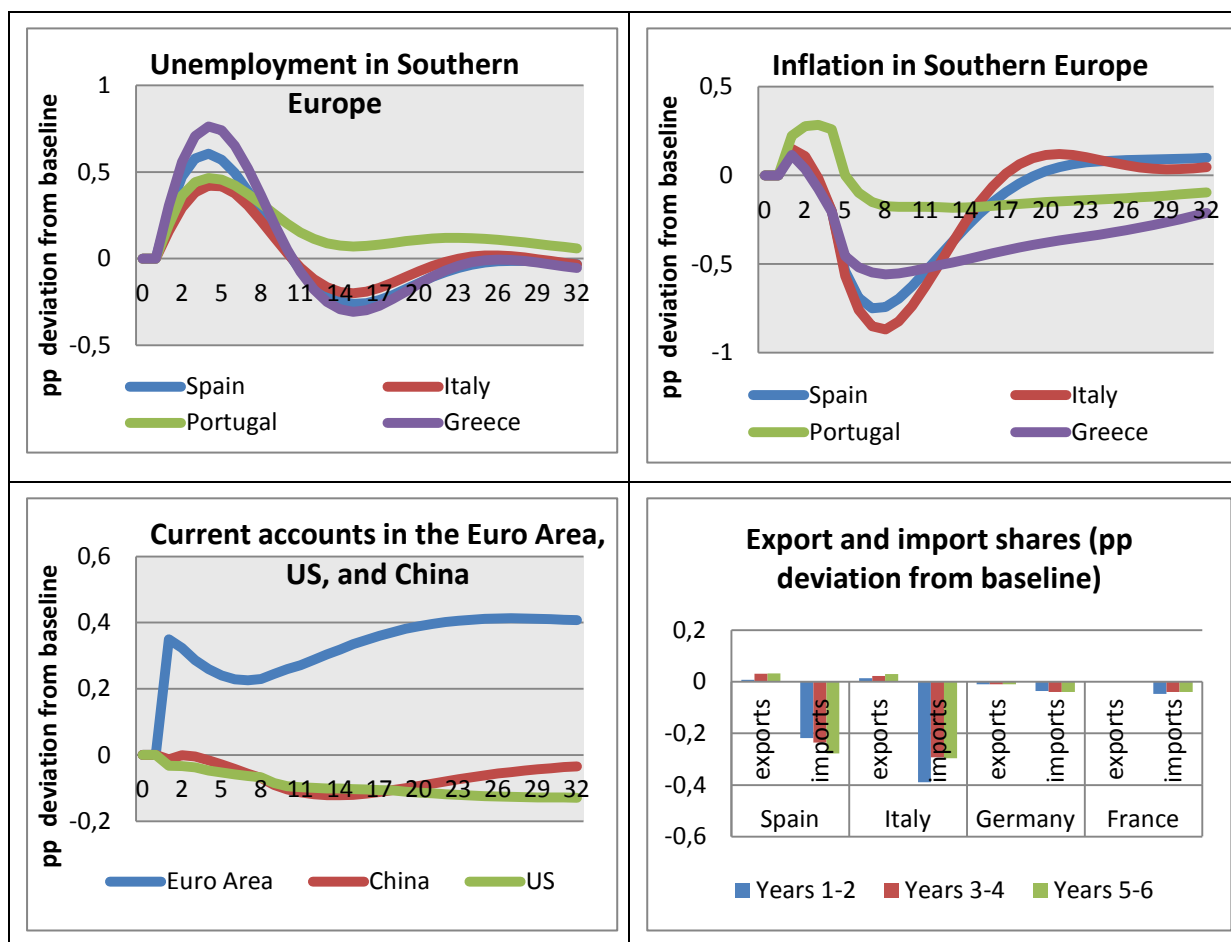 Unemployment in Southern
Europe
pp deviation from baseline
1
0,5
0
-0,5
0 2 5 8 11 14 17 20 23 26 29 32
Spain Italy
Portugal Greece
Inflation in Southern Europe
pp deviation from baseline
0,5
0
-0,5
-1
0 2 5 8 11 14 17 20 23 26 29 32
Spain Italy
Portugal Greece
Current accounts in the Euro Area,
US, and China
pp deviation from baseline
0,6
0,4
0,2
0
-0,2
0 2 5 8 11 14 17 20 23 26 29 32
Euro Area China US
Export and import shares (pp
deviation from baseline)
0,2
0
-0,2
-0,4
-0,6
exports imports exports imports exports imports exports imports
Spain Italy Germany France
Years 1-2 Years 3-4 Years 5-6